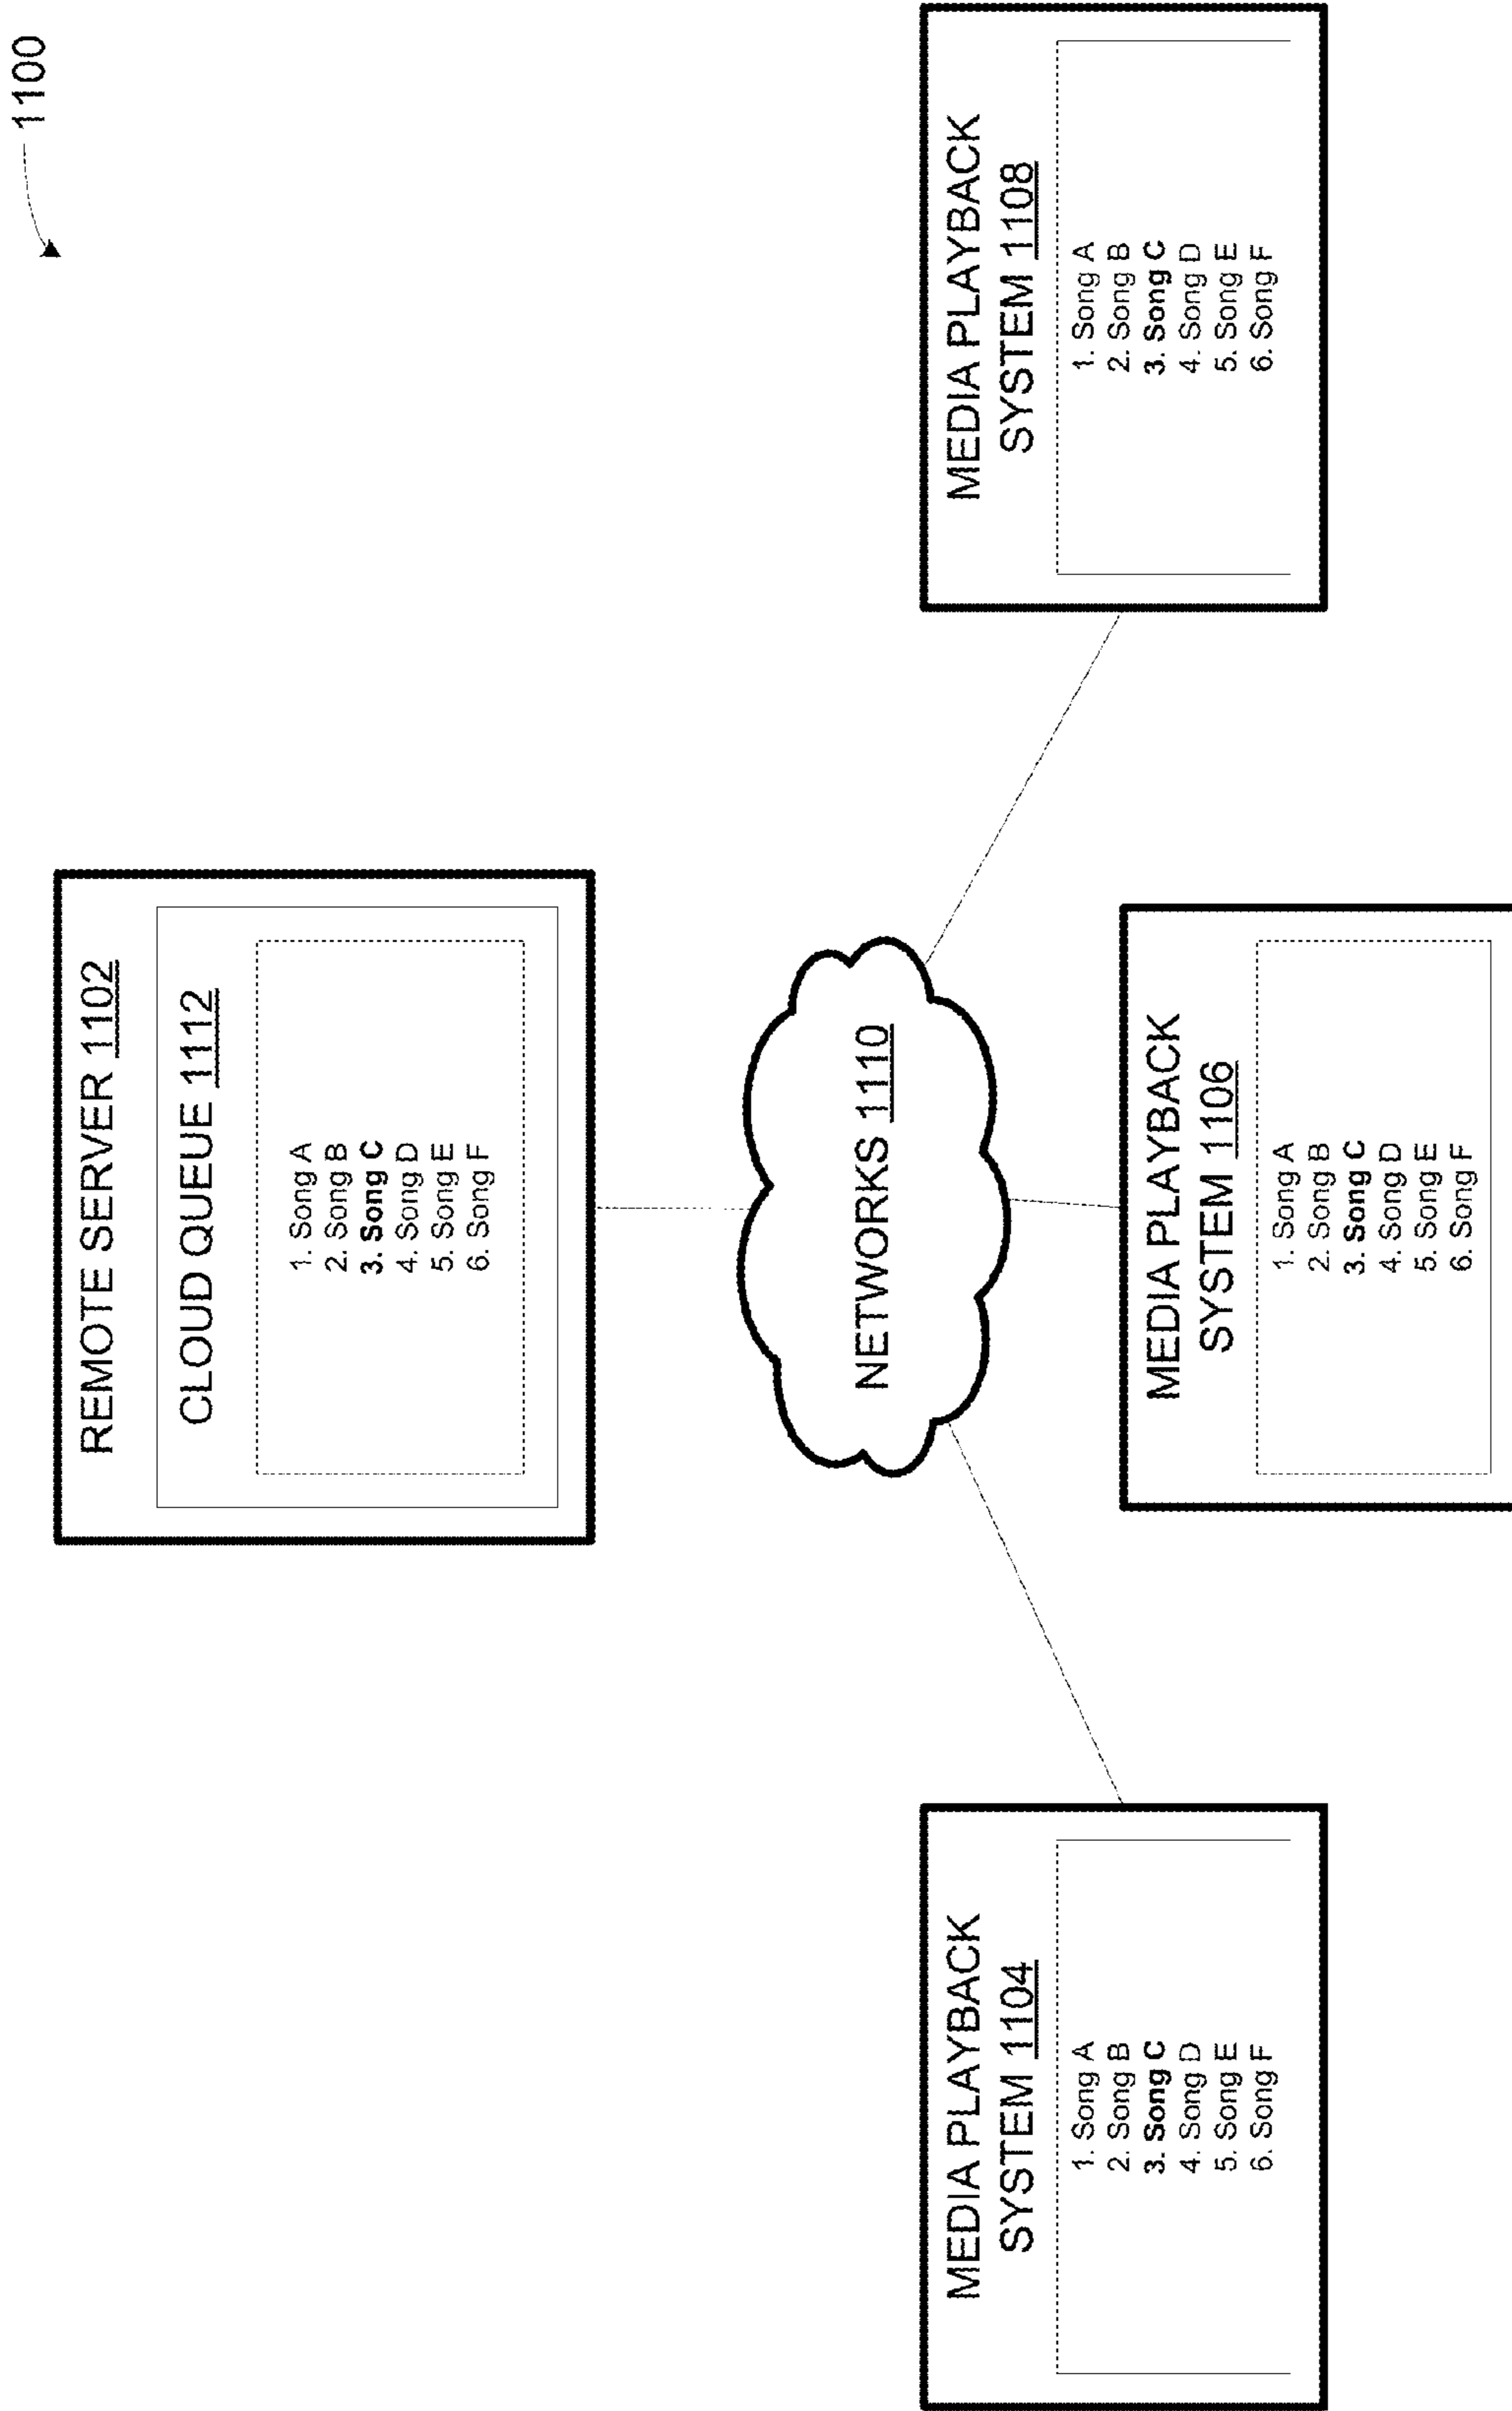 1100
REMOTE SERVER 1102
CLOUD QUEUE 1112
1. Song A
2. Song B
3. Song C
4. Song D
5. Song E
6. Song F
NETWORKS 1110
MEDIA PLAYBACK
SYSTEM 1104
1. Song A
2. Song B
3. Song C
4. Song D
5. Song E
6. Song F
MEDIA PLAYBACK
SYSTEM 1106
1. Song A
2. Song B
3. Song C
4. Song D
5. Song E
6. Song F
MEDIA PLAYBACK
SYSTEM 1108
1. Song A
2. Song B
3. Song C
4. Song D
5. Song E
6. Song F